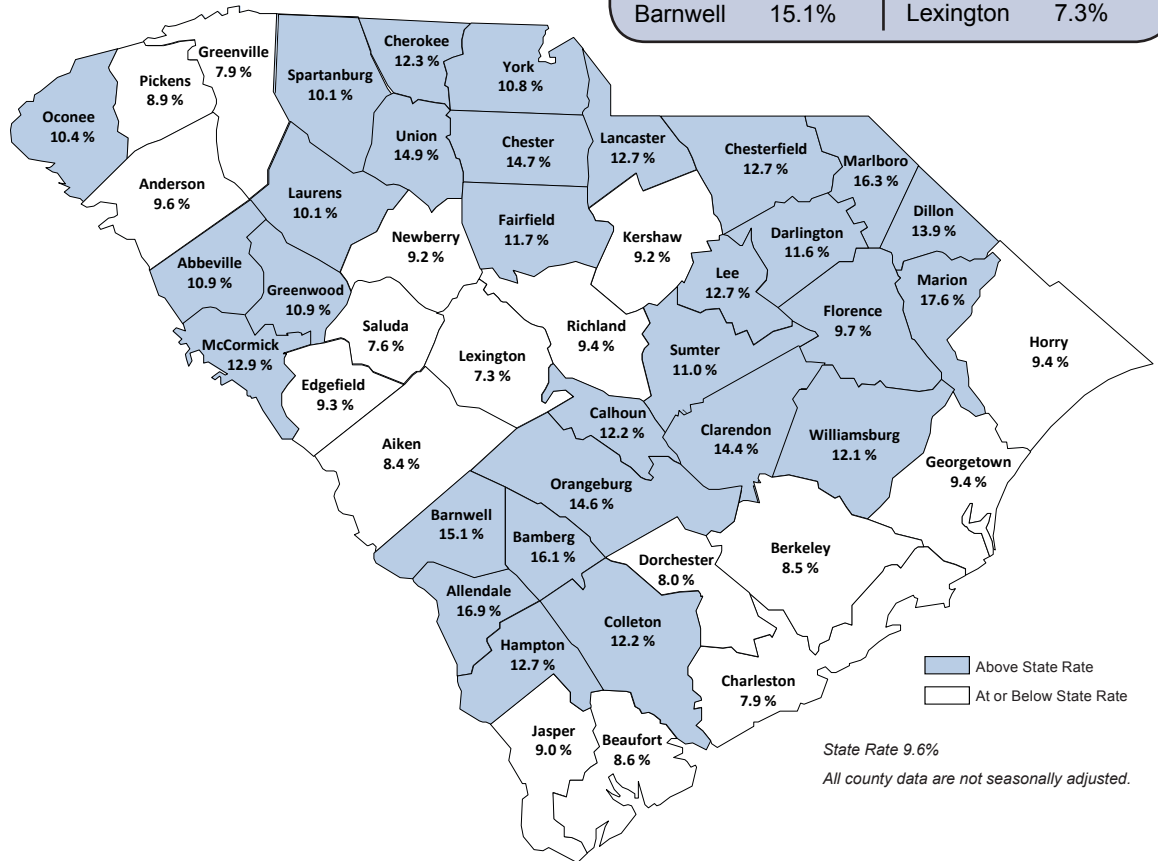 Barnwell 15.1% Lexington 7.3%
Greenville
7.9 %
Cherokee
12.3 %
York
10.8 %
Pickens
8.9 %
Spartanburg
10.1 %
Oconee
10.4 %
Union
14.9 %
Chester
14.7 %
Lancaster
12.7 %
Chesterfield
12.7 %
Marlboro
16.3 %
Anderson
9.6 %
Laurens
10.1 %
Dillon
13.9 %
Newberry
9.2 %
Fairfield
11.7 %
Kershaw
9.2 %
Darlington
11.6 %
Abbeville
10.9 %
Greenwood
10.9 %
Lee
12.7 %
Marion
17.6 %
Saluda
7.6 %
Richland
9.4 %
Florence
9.7 %
McCormick
12.9 %
Lexington
7.3 %
Sumter
11.0 %
Horry
9.4 %
Edgefield
9.3 %
Calhoun
12.2 %
Clarendon
14.4 %
Williamsburg
12.1 %
Aiken
8.4 %
Georgetown
9.4 %
Orangeburg
14.6 %
Barnwell
15.1 %
Bamberg
16.1 %
Dorchester
8.0 %
Berkeley
8.5 %
Allendale
16.9 %
Colleton
12.2 %
Hampton
12.7 %
Charleston
7.9 %
Above State Rate
At or Below State Rate
Jasper
9.0 %
Beaufort
8.6 %
State Rate 9.6%
All county data are not seasonally adjusted.